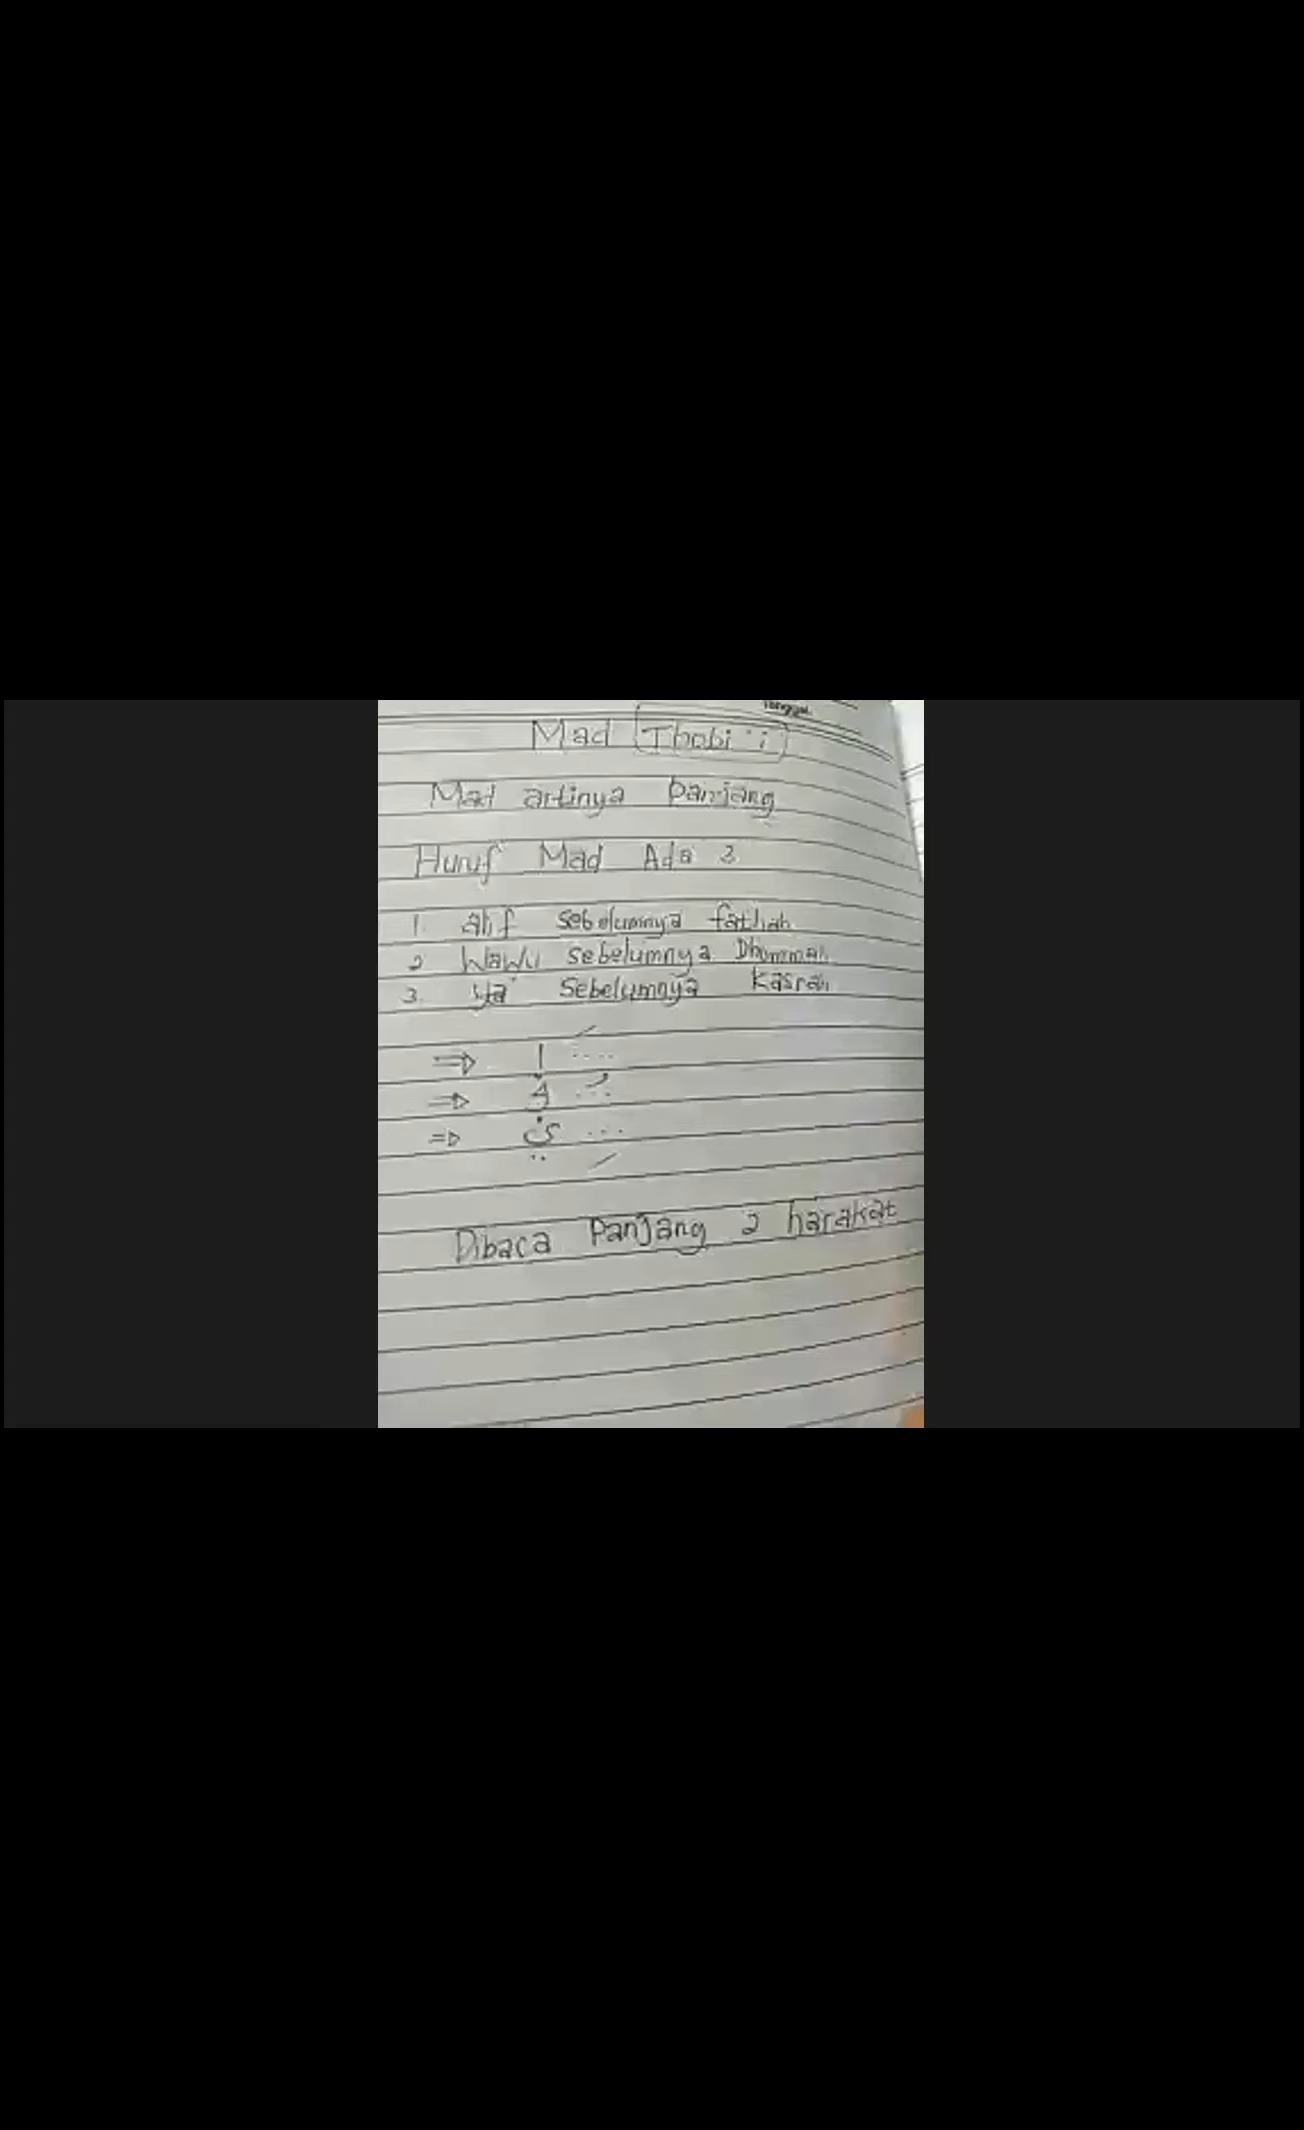 Tanggal:
Mad Thobi'i
Mad artinya panjang
Huruf Mad Ada 3
1. alif sebelumnya fathah
2 Wawu sebelumnya Dhommah
3. ya' sebelumnya kasrah
⇒ ا ....َ
⇒ وْ ...ُ
⇒ يْ ...ِ
Dibaca Panjang 2 harakat